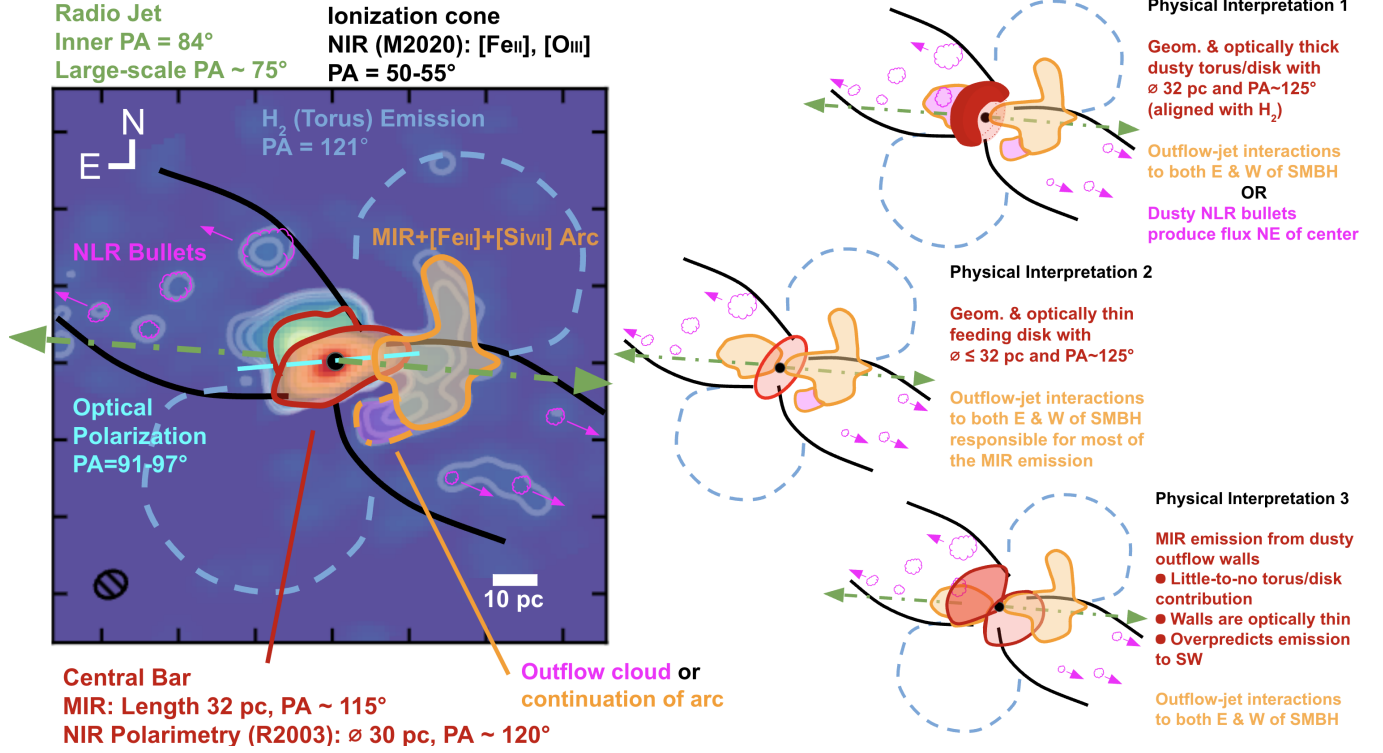 Radio Jet
Inner PA = 84°
Large-scale PA ~ 75°
Ionization cone
NIR (M2020): [FeII], [OIII]
PA = 50-55°
N
E
H2 (Torus) Emission
PA = 121°
NLR Bullets
MIR+[FeII]+[SiVII] Arc
Optical
Polarization
PA=91-97°
10 pc
Central Bar
MIR: Length 32 pc, PA ~ 115°
NIR Polarimetry (R2003): ⌀ 30 pc, PA ~ 120°
Outflow cloud or
continuation of arc
Physical Interpretation 1
Geom. & optically thick
dusty torus/disk with
⌀ 32 pc and PA~125°
(aligned with H2)
Outflow-jet interactions
to both E & W of SMBH
OR
Dusty NLR bullets
produce flux NE of center
Physical Interpretation 2
Geom. & optically thin
feeding disk with
⌀ ≤ 32 pc and PA~125°
Outflow-jet interactions
to both E & W of SMBH
responsible for most of
the MIR emission
Physical Interpretation 3
MIR emission from dusty
outflow walls
● Little-to-no torus/disk
contribution
● Walls are optically thin
● Overpredicts emission
to SW
Outflow-jet interactions
to both E & W of SMBH